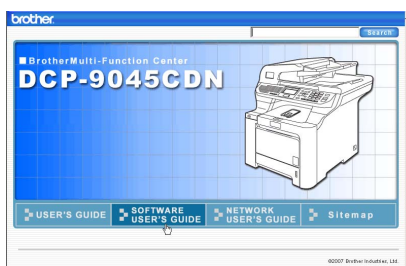 brother
Search
BrotherMulti-Function Center
DCP-9045CDN
USER'S GUIDE
SOFTWARE
USER'S GUIDE
NETWORK
USER'S GUIDE
Sitemap
©2007 Brother Industries, Ltd.